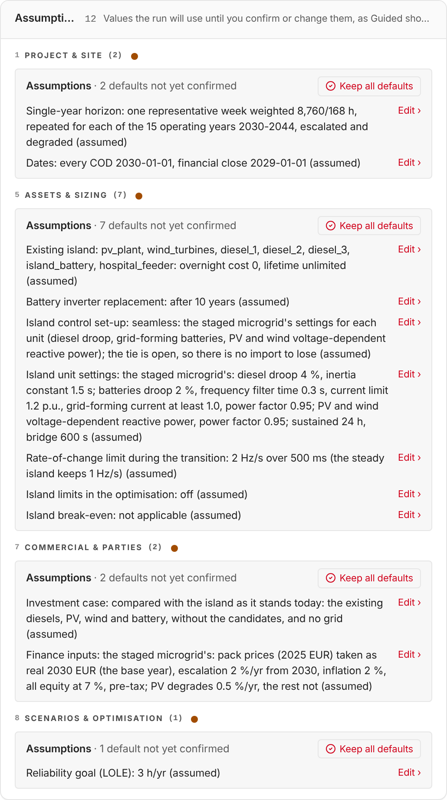 Assumpti... 12 Values the run will use until you confirm or change them, as Guided sho...
1 PROJECT & SITE (2)
Assumptions · 2 defaults not yet confirmed Keep all defaults
Single-year horizon: one representative week weighted 8,760/168 h, Edit ›
repeated for each of the 15 operating years 2030-2044, escalated and
degraded (assumed)
Dates: every COD 2030-01-01, financial close 2029-01-01 (assumed) Edit ›
5 ASSETS & SIZING (7)
Assumptions · 7 defaults not yet confirmed Keep all defaults
Existing island: pv_plant, wind_turbines, diesel_1, diesel_2, diesel_3, Edit ›
island_battery, hospital_feeder: overnight cost 0, lifetime unlimited
(assumed)
Battery inverter replacement: after 10 years (assumed) Edit ›
Island control set-up: seamless: the staged microgrid's settings for each Edit ›
unit (diesel droop, grid-forming batteries, PV and wind voltage-dependent
reactive power); the tie is open, so there is no import to lose (assumed)
Island unit settings: the staged microgrid's: diesel droop 4 %, inertia Edit ›
constant 1.5 s; batteries droop 2 %, frequency filter time 0.3 s, current limit
1.2 p.u., grid-forming current at least 1.0, power factor 0.95; PV and wind
voltage-dependent reactive power, power factor 0.95; sustained 24 h,
bridge 600 s (assumed)
Rate-of-change limit during the transition: 2 Hz/s over 500 ms (the steady Edit ›
island keeps 1 Hz/s) (assumed)
Island limits in the optimisation: off (assumed) Edit ›
Island break-even: not applicable (assumed) Edit ›
7 COMMERCIAL & PARTIES (2)
Assumptions · 2 defaults not yet confirmed Keep all defaults
Investment case: compared with the island as it stands today: the existing Edit ›
diesels, PV, wind and battery, without the candidates, and no grid
(assumed)
Finance inputs: the staged microgrid's: pack prices (2025 EUR) taken as Edit ›
real 2030 EUR (the base year), escalation 2 %/yr from 2030, inflation 2 %,
all equity at 7 %, pre-tax; PV degrades 0.5 %/yr, the rest not (assumed)
8 SCENARIOS & OPTIMISATION (1)
Assumptions · 1 default not yet confirmed Keep all defaults
Reliability goal (LOLE): 3 h/yr (assumed) Edit ›